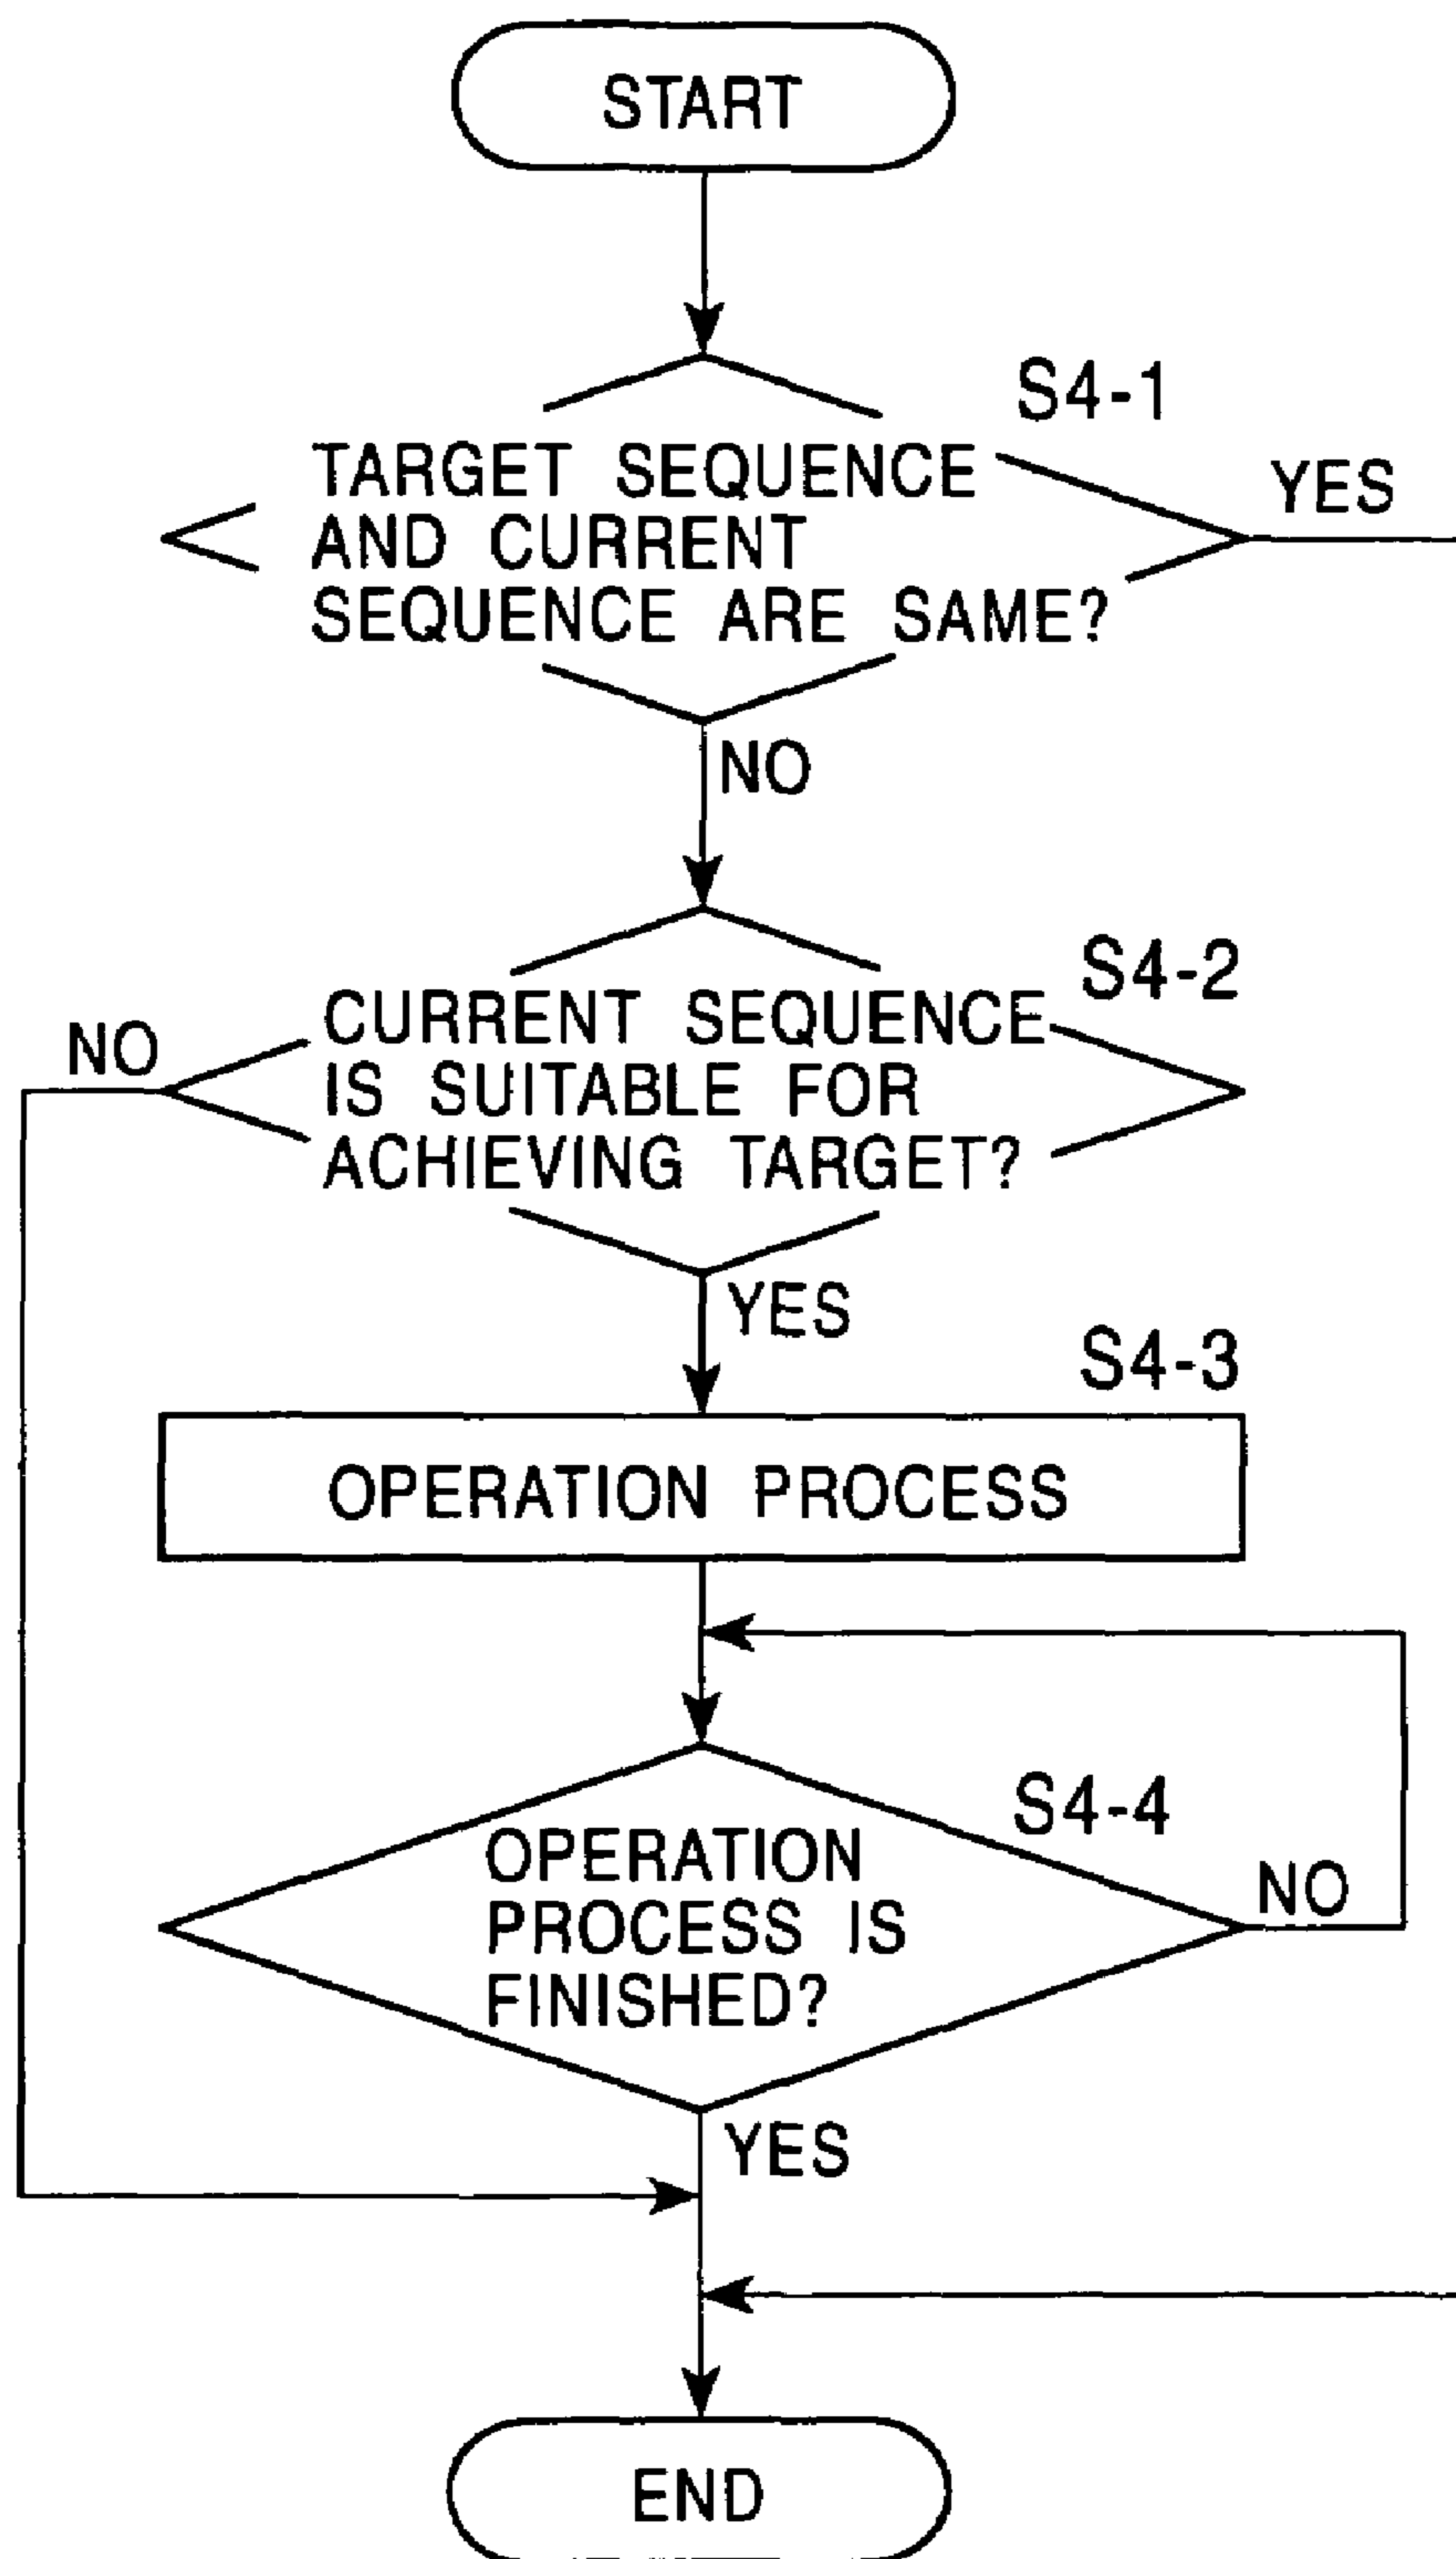 START
S4-1
TARGET SEQUENCE
AND CURRENT
SEQUENCE ARE SAME?
YES
NO
S4-2
CURRENT SEQUENCE
IS SUITABLE FOR
ACHIEVING TARGET?
NO
YES
S4-3
OPERATION PROCESS
S4-4
OPERATION
PROCESS IS
FINISHED?
NO
YES
END